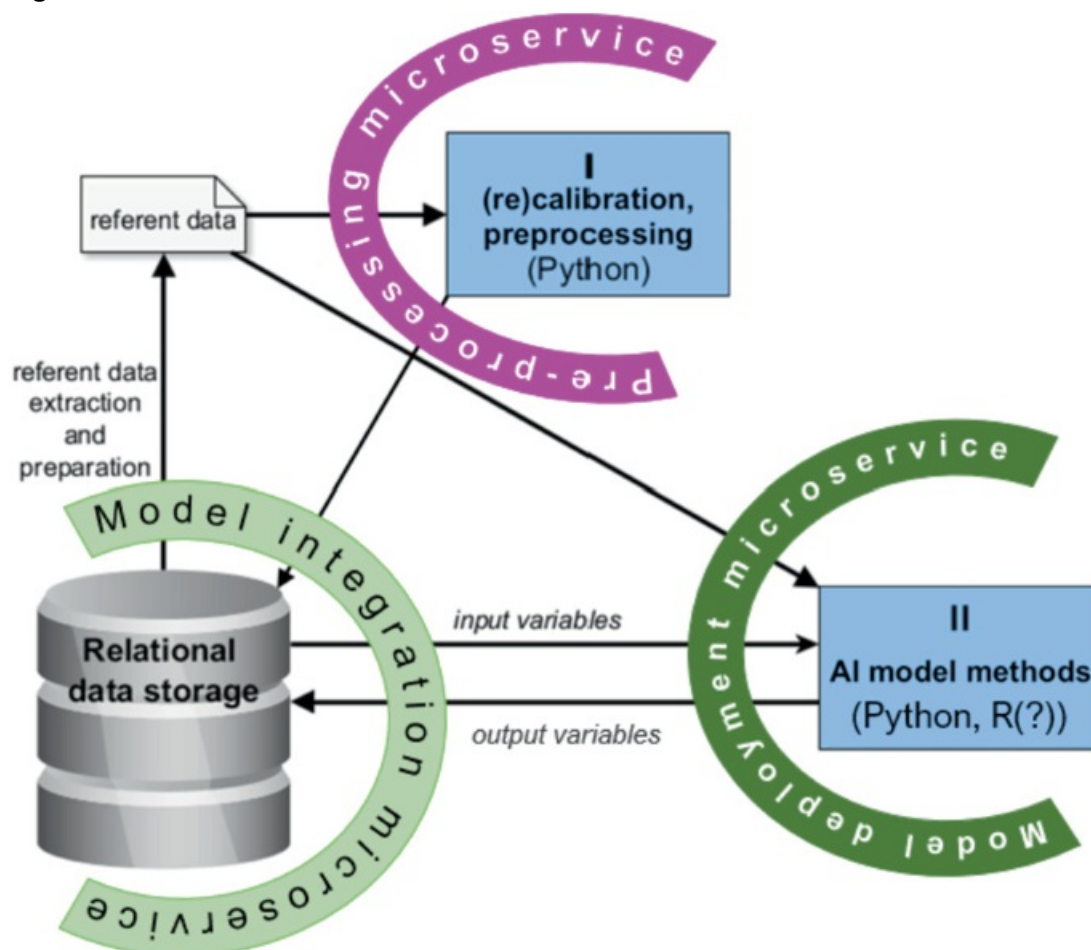 Pre-processing microservice
I
(re)calibration,
preprocessing
(Python)
referent data
referent data
extraction
and
preparation
Model integration microservice
Relational
data storage
input variables
output variables
Model deployment microservice
II
AI model methods
(Python, R(?))